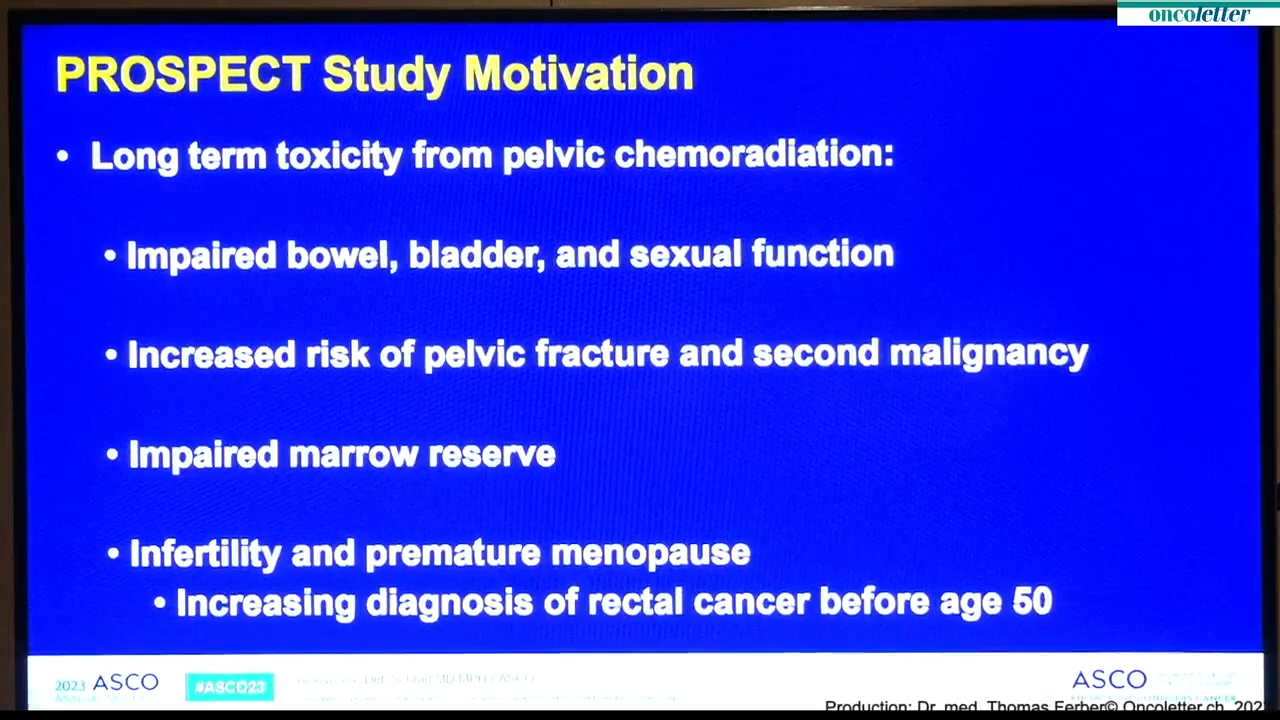 oncoletter
PROSPECT Study Motivation
• Long term toxicity from pelvic chemoradiation:
• Impaired bowel, bladder, and sexual function
• Increased risk of pelvic fracture and second malignancy
• Impaired marrow reserve
• Infertility and premature menopause
• Increasing diagnosis of rectal cancer before age 50
2023 ASCO
#ASCO23
ASCO
Production: Dr. med. Thomas Ferber© Oncoletter.ch, 202